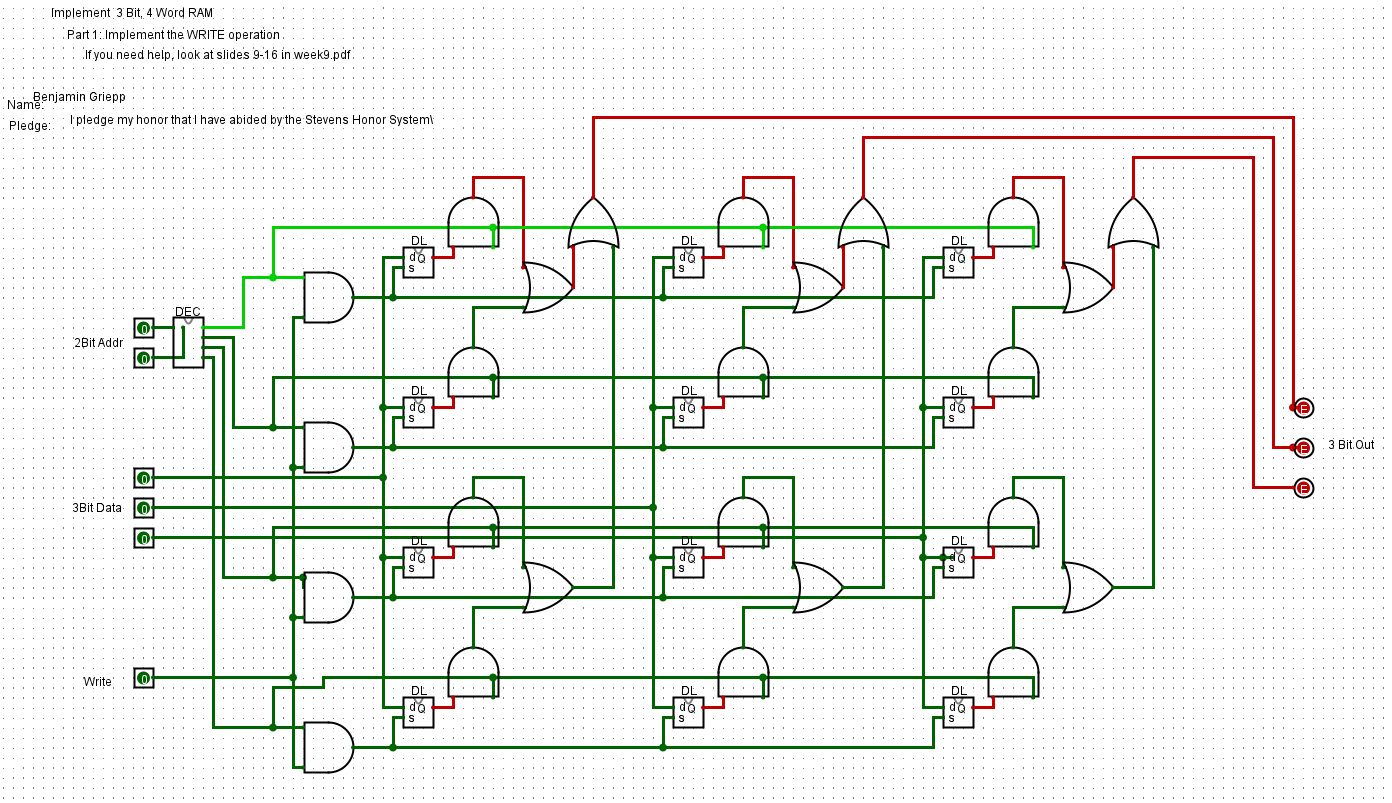 Implement 3 Bit, 4 Word RAM
Part 1: Implement the WRITE operation
If you need help, look at slides 9-16 in week9.pdf
Benjamin Griepp
Name:
Pledge: I pledge my honor that I have abided by the Stevens Honor System\
DL DL DL
d Q d Q d Q
s s s
DEC
0
2Bit Addr
0
DL DL DL
d Q d Q d Q
s s s
E
E 3 Bit Out
E
0
3Bit Data 0
0
DL DL DL
d Q d Q d Q
s s s
Write 0
DL DL DL
d Q d Q d Q
s s s